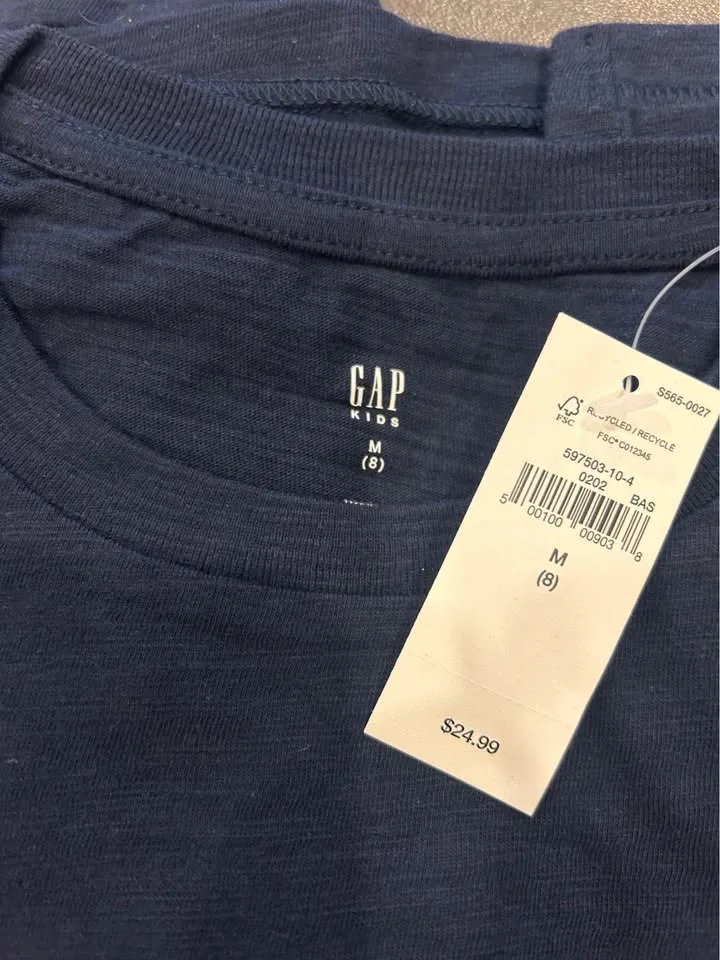 GAP
KIDS
M
(8)
S565-0027
FSC
RECYCLED / RECYCLÉ
FSC® C012345
597503-10-4
0202 BAS
5 00100 00903 8
M
(8)
$24.99